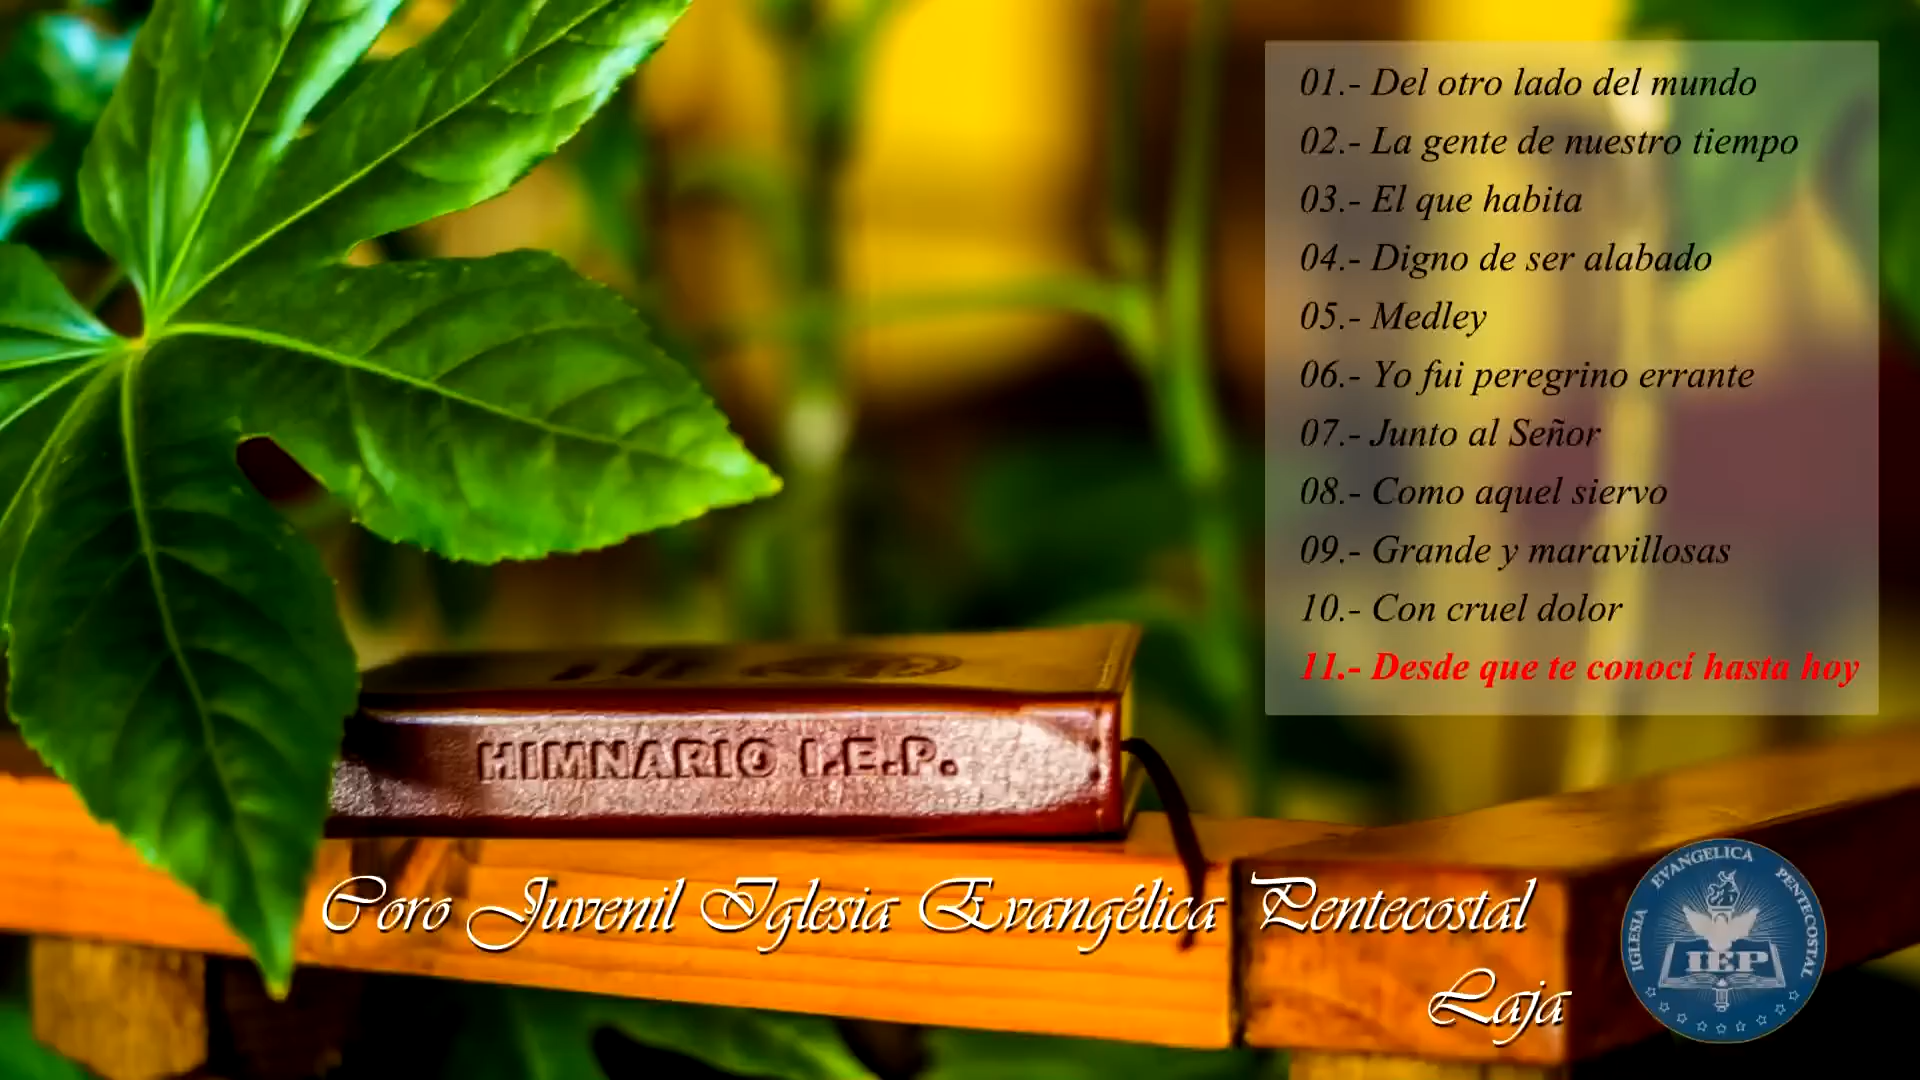 01.- Del otro lado del mundo
02.- La gente de nuestro tiempo
03.- El que habita
04.- Digno de ser alabado
05.- Medley
06.- Yo fui peregrino errante
07.- Junto al Señor
08.- Como aquel siervo
09.- Grande y maravillosas
10.- Con cruel dolor
11.- Desde que te conocí hasta hoy
HIMNARIO I.E.P.
Coro Juvenil Iglesia Evangélica Pentecostal
Laja
IGLESIA EVANGELICA PENTECOSTAL
IEP